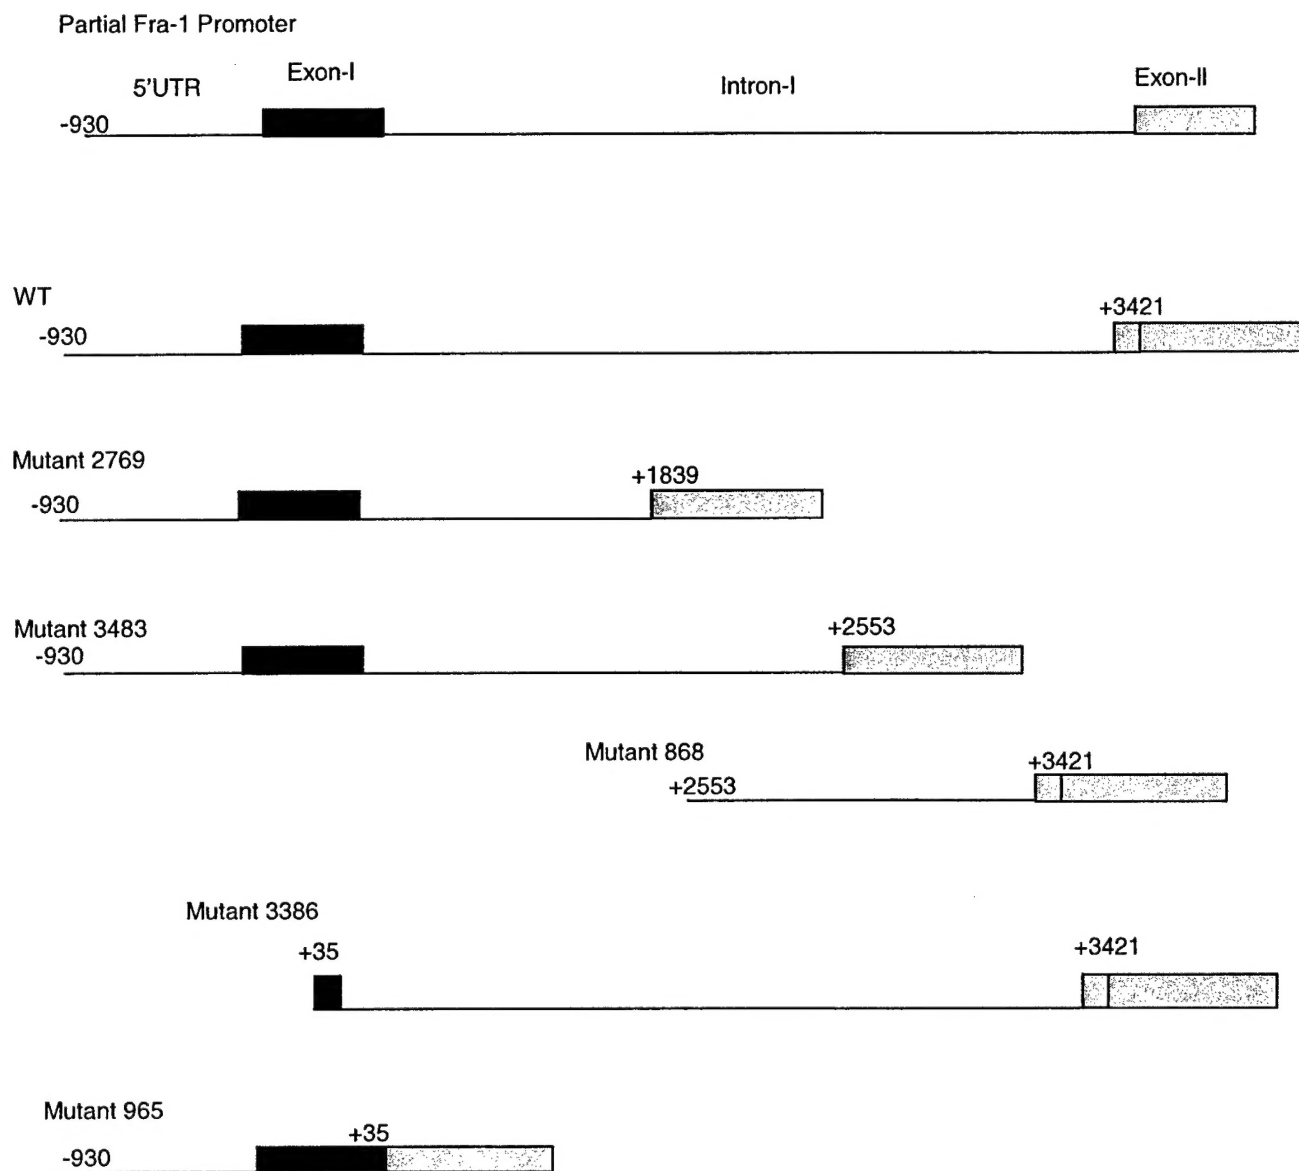 Partial Fra-1 Promoter
5'UTR Exon-I Intron-I Exon-II
-930
WT
-930 +3421
Mutant 2769
-930 +1839
Mutant 3483
-930 +2553
Mutant 868
+2553 +3421
Mutant 3386
+35 +3421
Mutant 965
-930 +35